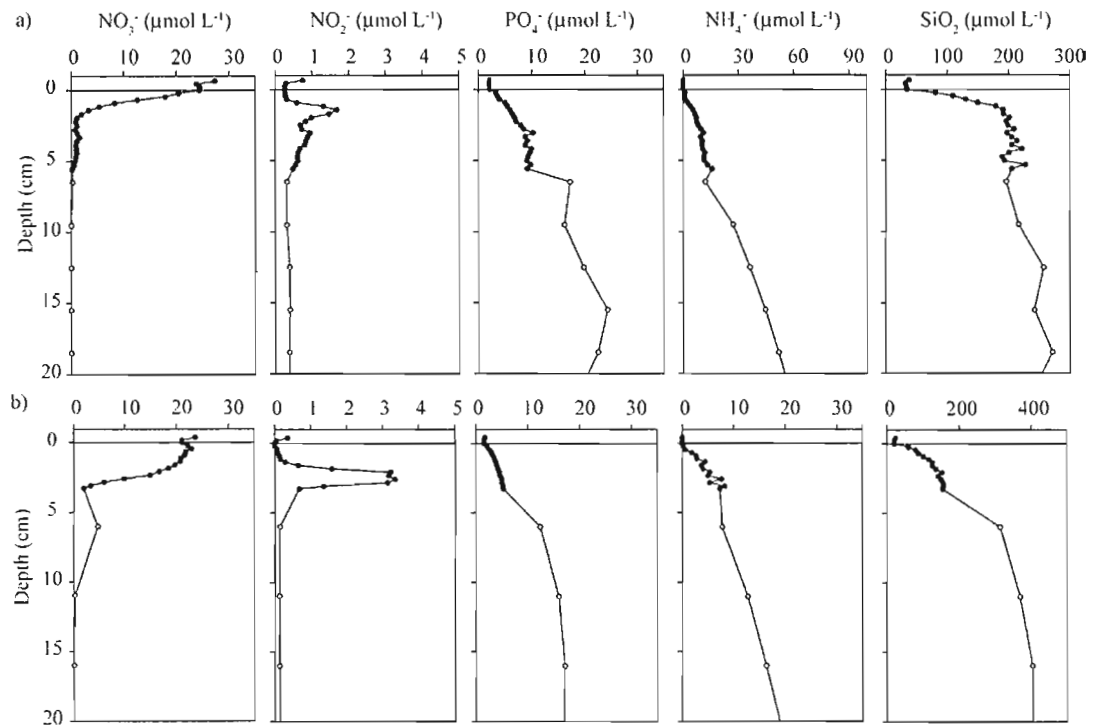 a) NO₃⁻ (µmol L⁻¹) NO₂⁻ (µmol L⁻¹) PO₄⁻ (µmol L⁻¹) NH₄⁻ (µmol L⁻¹) SiO₂ (µmol L⁻¹)
0 10 20 30 0 1 2 3 4 5 0 10 20 30 0 30 60 90 0 100 200 300
0
5
10
15
20
Depth (cm)
b) 0 10 20 30 0 1 2 3 4 5 0 10 20 30 0 10 20 30 40 0 200 400
0
5
10
15
20
Depth (cm)